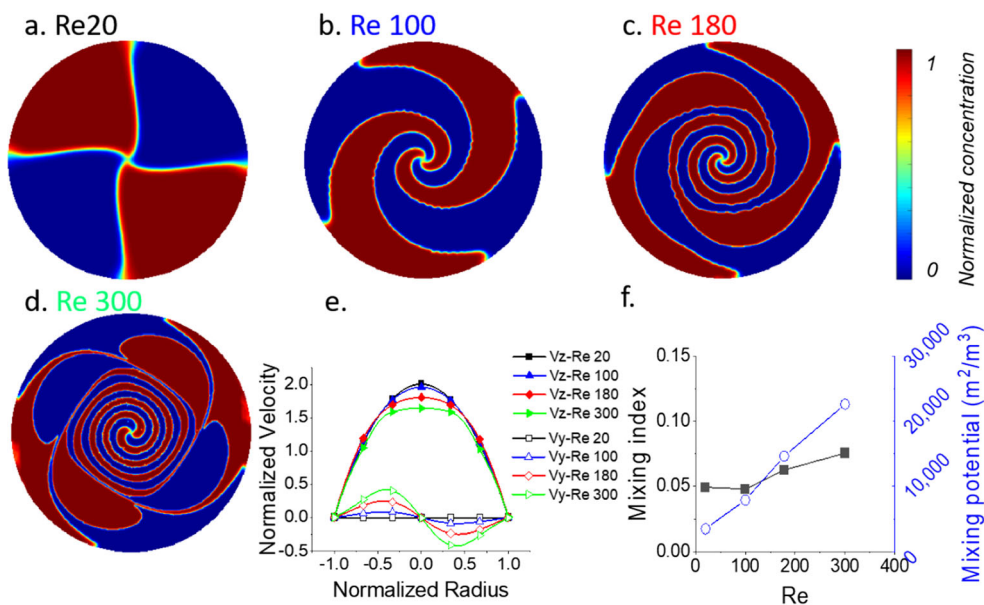 a. Re20
b. Re 100
c. Re 180
1
Normalized concentration
0
d. Re 300
e.
f.
Normalized Velocity
2.0
1.5
1.0
0.5
0.0
-0.5
-1.0 -0.5 0.0 0.5 1.0
Normalized Radius
Vz-Re 20
Vz-Re 100
Vz-Re 180
Vz-Re 300
Vy-Re 20
Vy-Re 100
Vy-Re 180
Vy-Re 300
Mixing index
0.15
0.10
0.05
0.00
0 100 200 300 400
Re
30,000
20,000
10,000
0
Mixing potential (m²/m³)